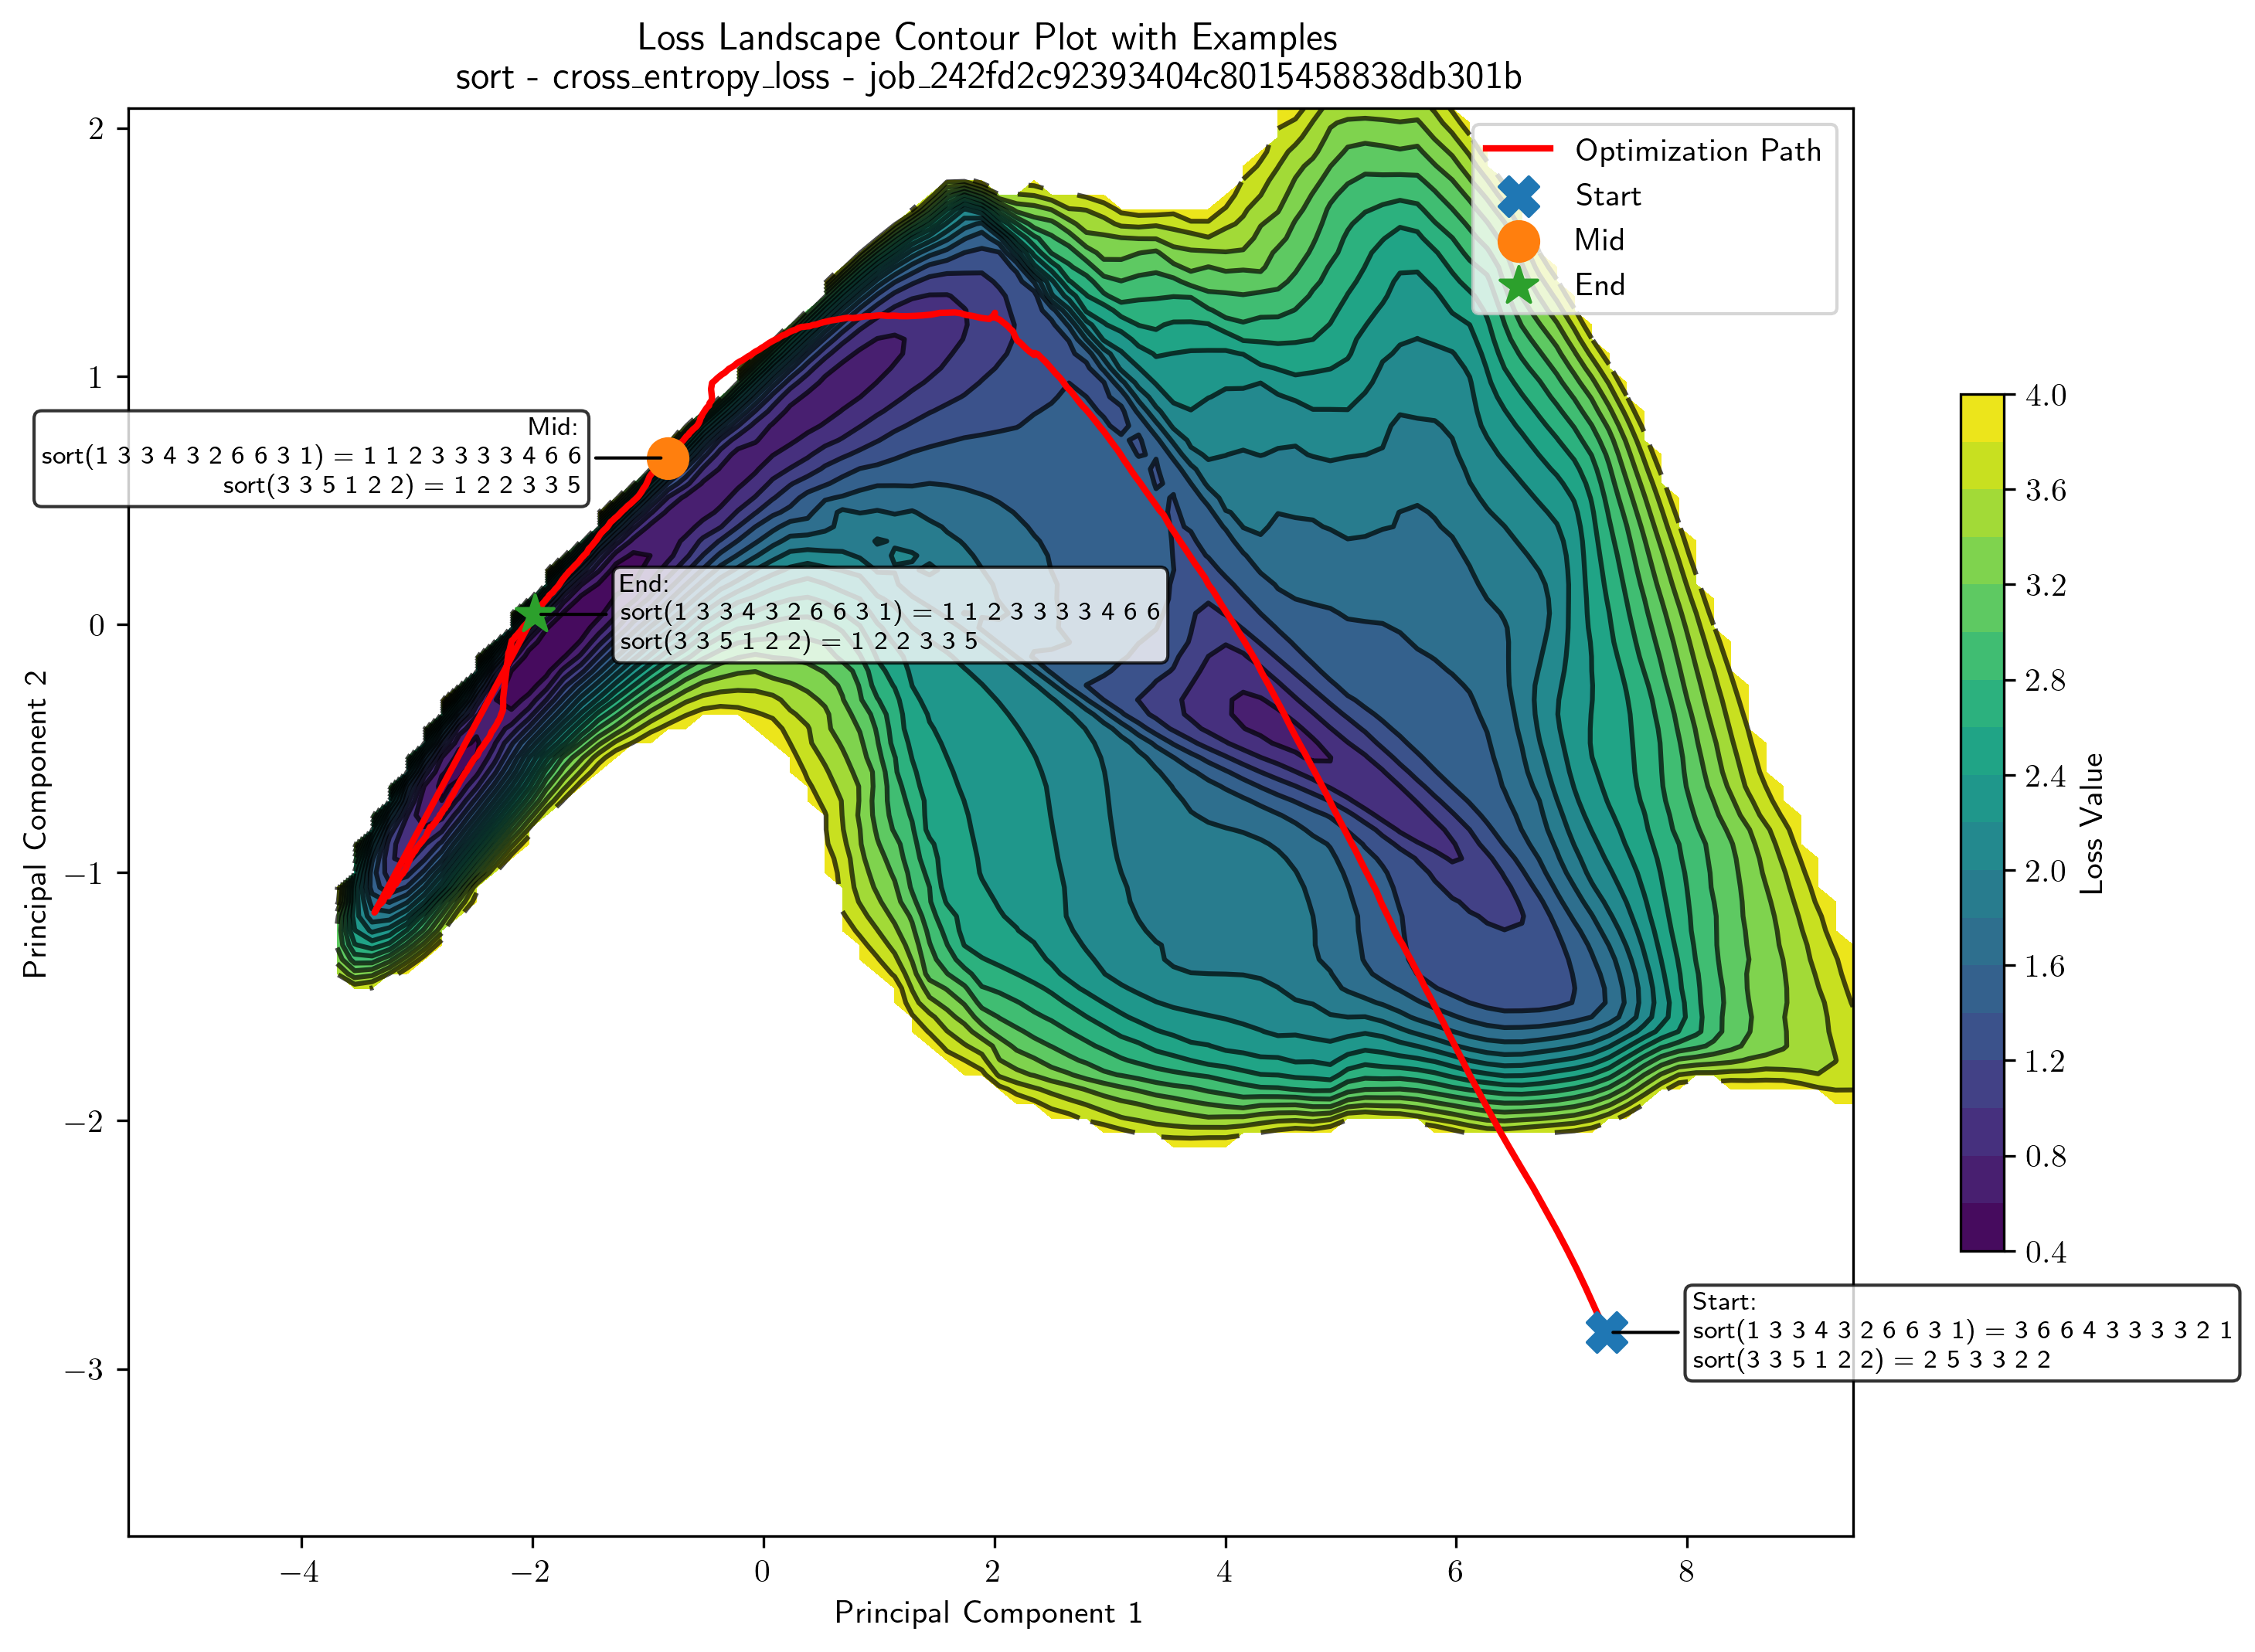 Loss Landscape Contour Plot with Examples
sort - cross_entropy_loss - job_242fd2c92393404c8015458838db301b
Optimization Path
Start
Mid
End
Mid:
sort(1 3 3 4 3 2 6 6 3 1) = 1 1 2 3 3 3 3 4 6 6
sort(3 3 5 1 2 2) = 1 2 2 3 3 5
End:
sort(1 3 3 4 3 2 6 6 3 1) = 1 1 2 3 3 3 3 4 6 6
sort(3 3 5 1 2 2) = 1 2 2 3 3 5
Start:
sort(1 3 3 4 3 2 6 6 3 1) = 3 6 6 4 3 3 3 3 2 1
sort(3 3 5 1 2 2) = 2 5 3 3 2 2
2
1
0
−1
−2
−3
Principal Component 2
−4
−2
0
2
4
6
8
Principal Component 1
4.0
3.6
3.2
2.8
2.4
2.0
1.6
1.2
0.8
0.4
Loss Value